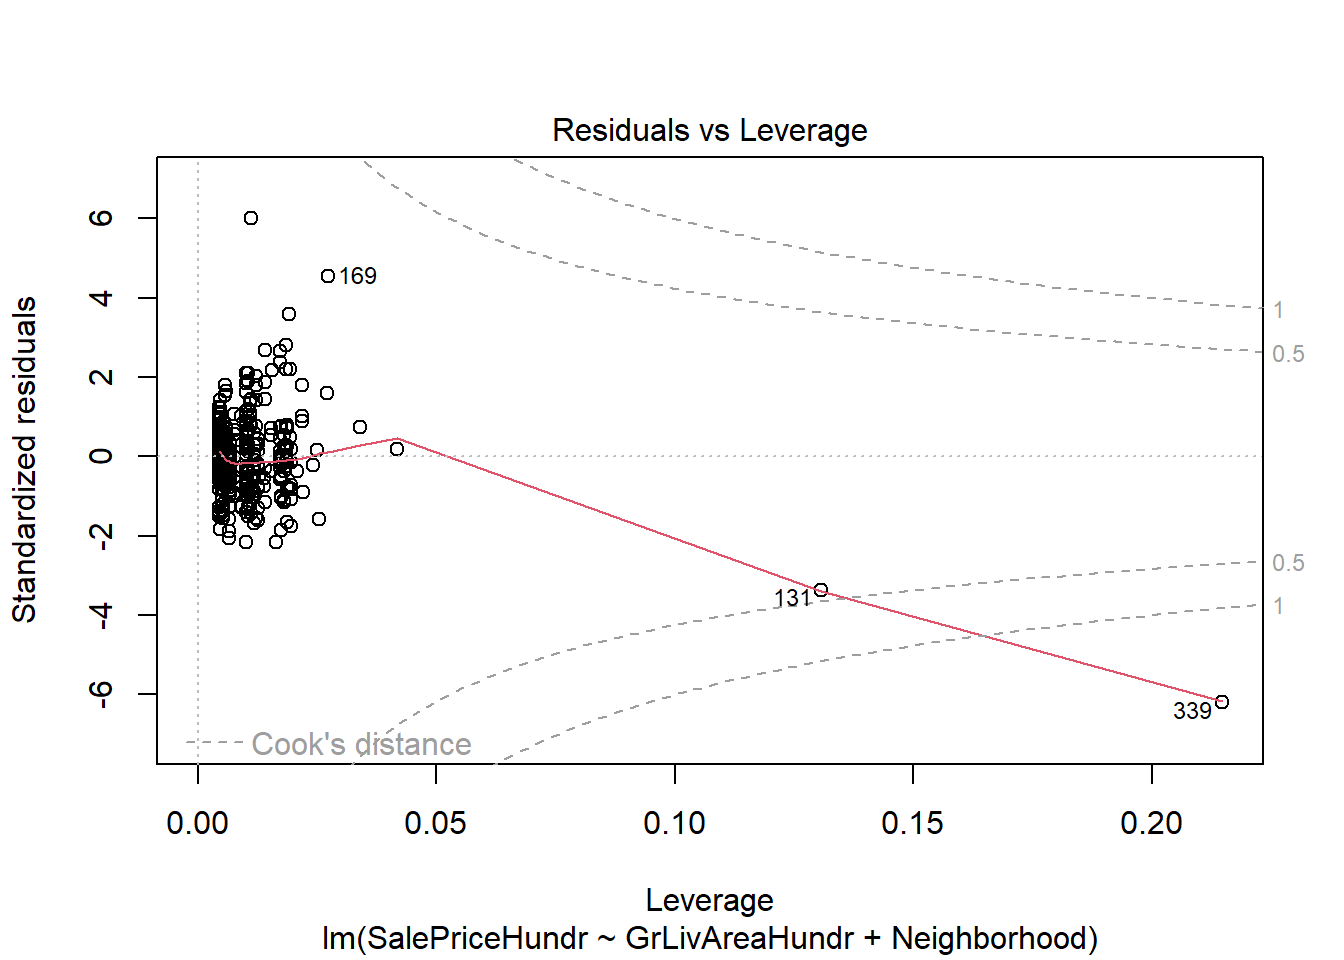 Residuals vs Leverage
Standardized residuals
6
4
2
0
-2
-4
-6
169
131
339
1
0.5
0.5
1
Cook's distance
0.00 0.05 0.10 0.15 0.20
Leverage
lm(SalePriceHundr ~ GrLivAreaHundr + Neighborhood)